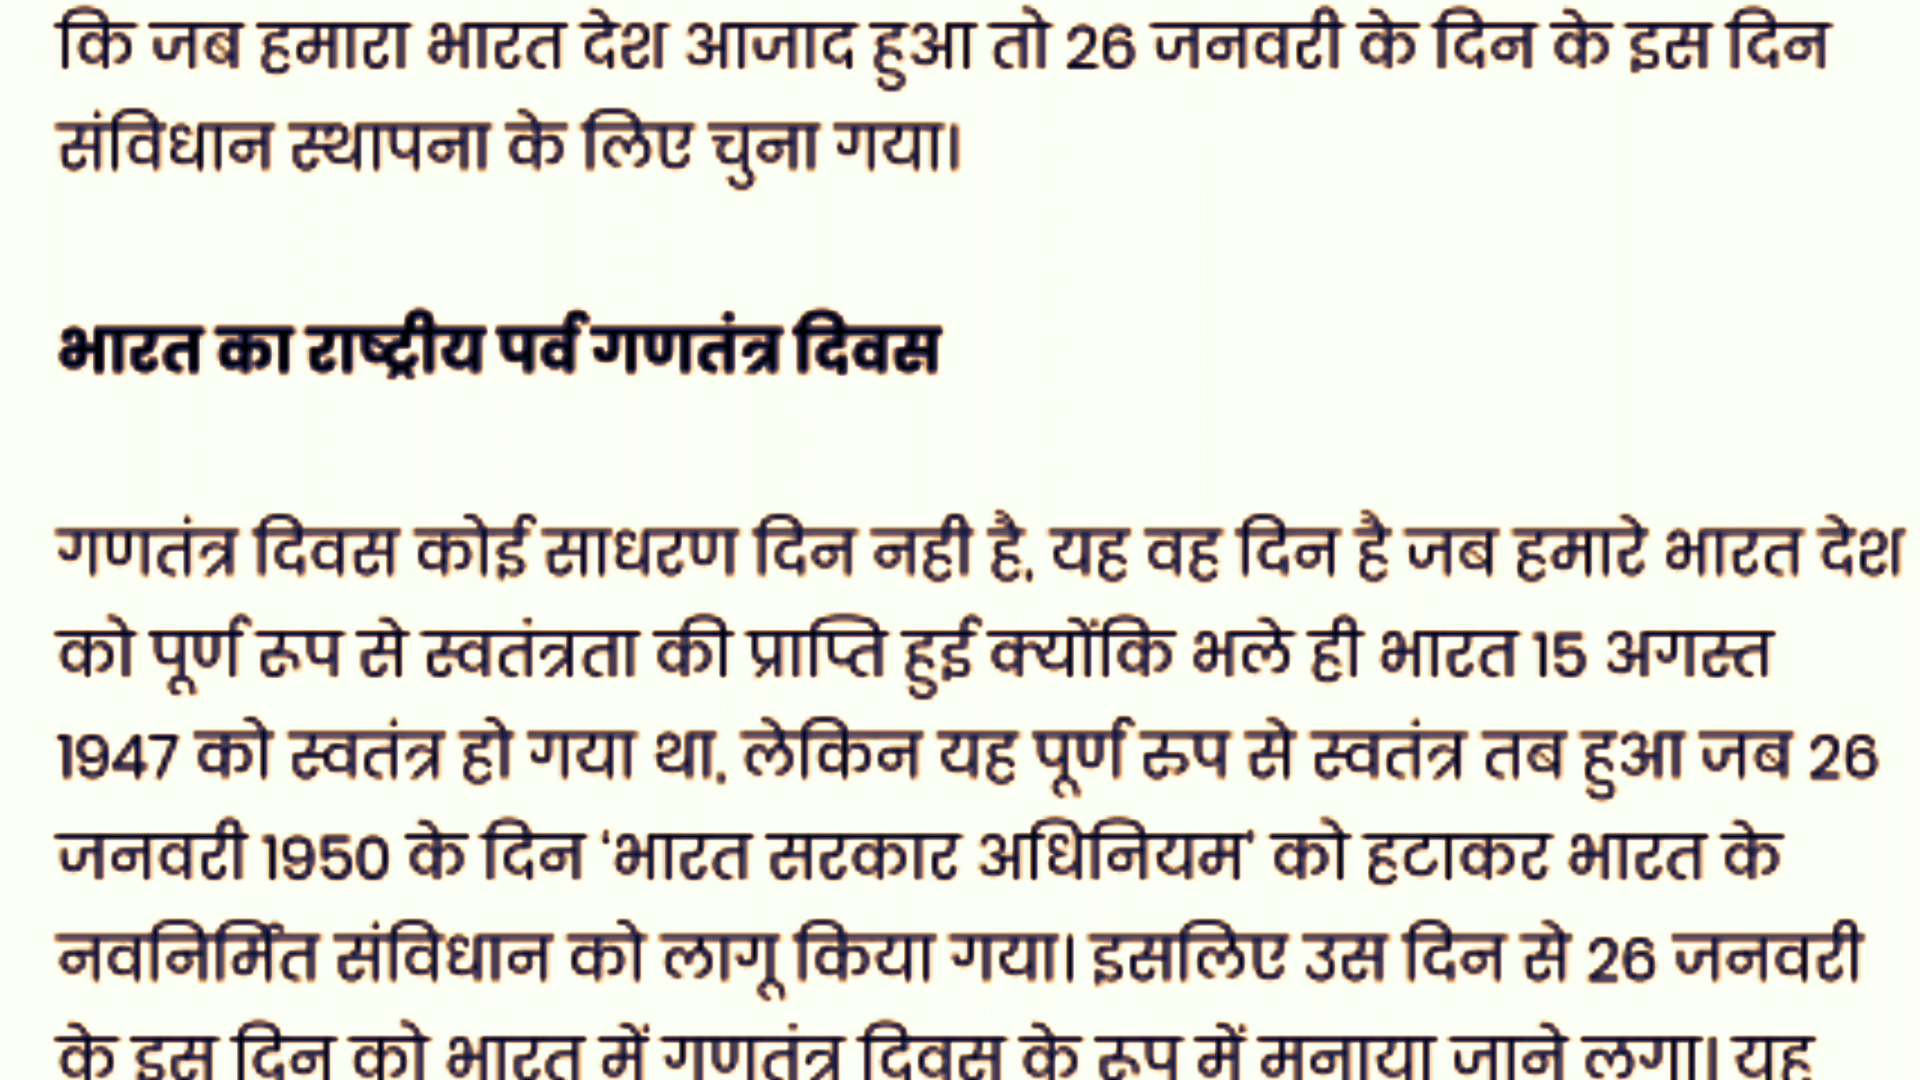 कि जब हमारा भारत देश आजाद हुआ तो 26 जनवरी के दिन के इस दिन
संविधान स्थापना के लिए चुना गया।
भारत का राष्ट्रीय पर्व गणतंत्र दिवस
गणतंत्र दिवस कोई साधरण दिन नही है, यह वह दिन है जब हमारे भारत देश
को पूर्ण रूप से स्वतंत्रता की प्राप्ति हुई क्योंकि भले ही भारत 15 अगस्त
1947 को स्वतंत्र हो गया था, लेकिन यह पूर्ण रुप से स्वतंत्र तब हुआ जब 26
जनवरी 1950 के दिन ‘भारत सरकार अधिनियम’ को हटाकर भारत के
नवनिर्मित संविधान को लागू किया गया। इसलिए उस दिन से 26 जनवरी
के इस दिन को भारत में गणतंत्र दिवस के रूप में मनाया जाने लगा। यह